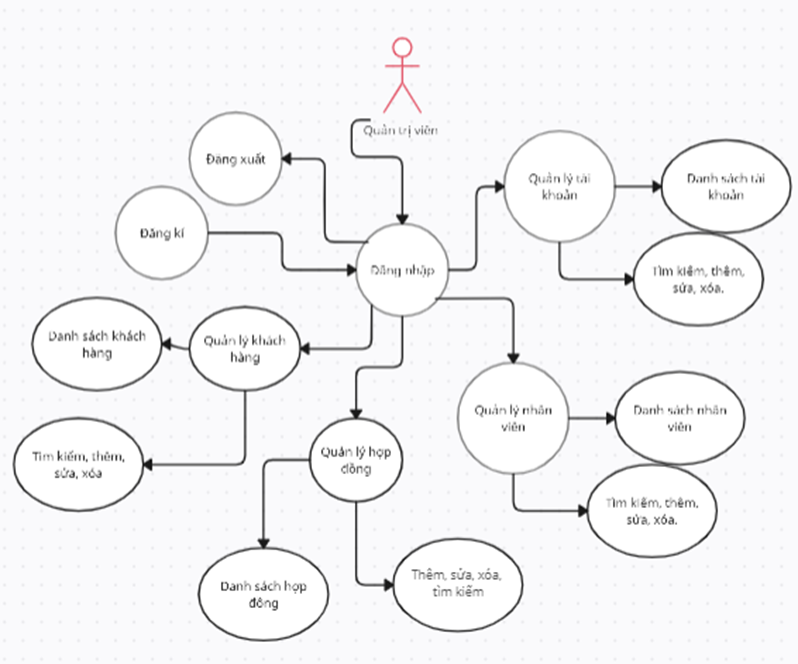 Quản trị viên
Đăng xuất
Quản lý tài
khoản
Danh sách tài
khoản
Đăng kí
Đăng nhập
Tìm kiếm, thêm,
sửa, xóa.
Danh sách khách
hàng
Quản lý khách
hàng
Quản lý nhân
viên
Danh sách nhân
viên
Tìm kiếm, thêm,
sửa, xóa
Quản lý hợp
đồng
Tìm kiếm, thêm,
sửa, xóa.
Danh sách hợp
đồng
Thêm, sửa, xóa,
tìm kiếm